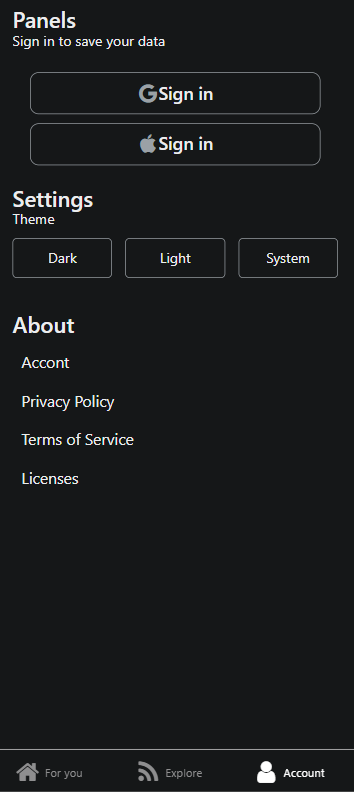 Panels
Sign in to save your data
Sign in
Sign in
Settings
Theme
Dark Light System
About
Accont
Privacy Policy
Terms of Service
Licenses
For you Explore Account